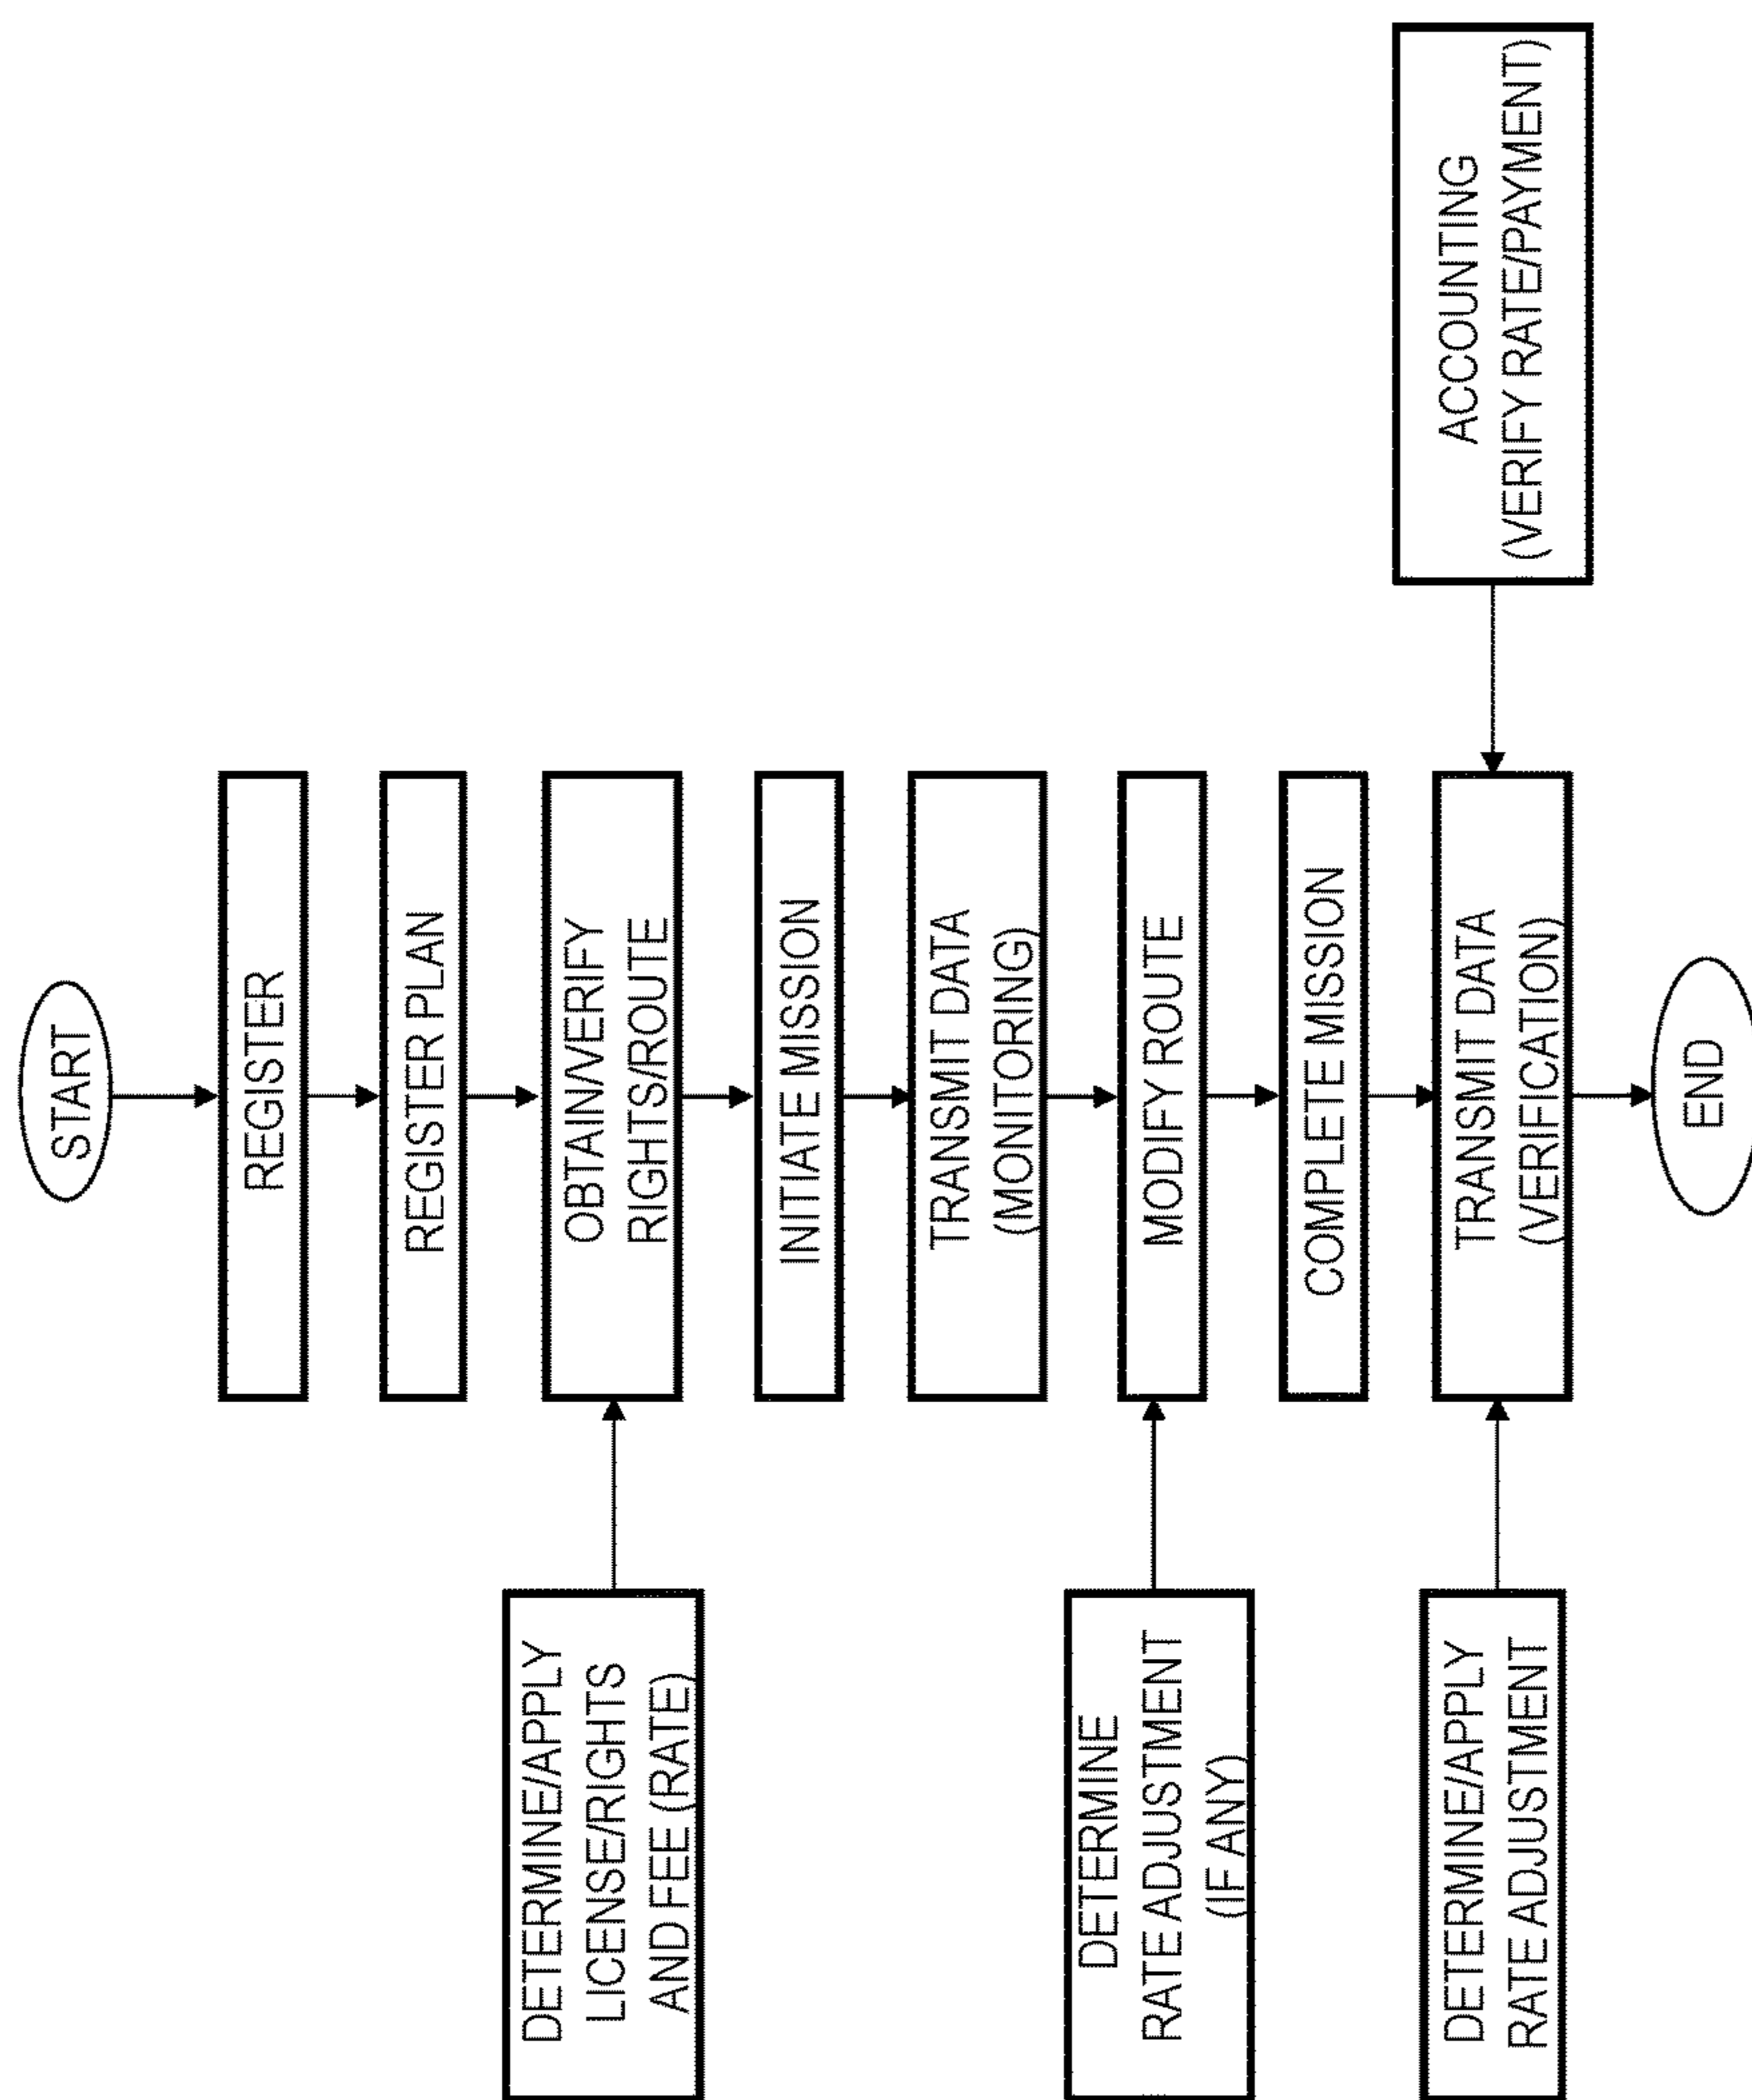 START
REGISTER
REGISTER PLAN
DETERMINE/APPLY
LICENSE/RIGHTS
AND FEE (RATE)
OBTAIN/VERIFY
RIGHTS/ROUTE
INITIATE MISSION
TRANSMIT DATA
(MONITORING)
DETERMINE
RATE ADJUSTMENT
(IF ANY)
MODIFY ROUTE
COMPLETE MISSION
DETERMINE/APPLY
RATE ADJUSTMENT
TRANSMIT DATA
(VERIFICATION)
ACCOUNTING
(VERIFY RATE/PAYMENT)
END